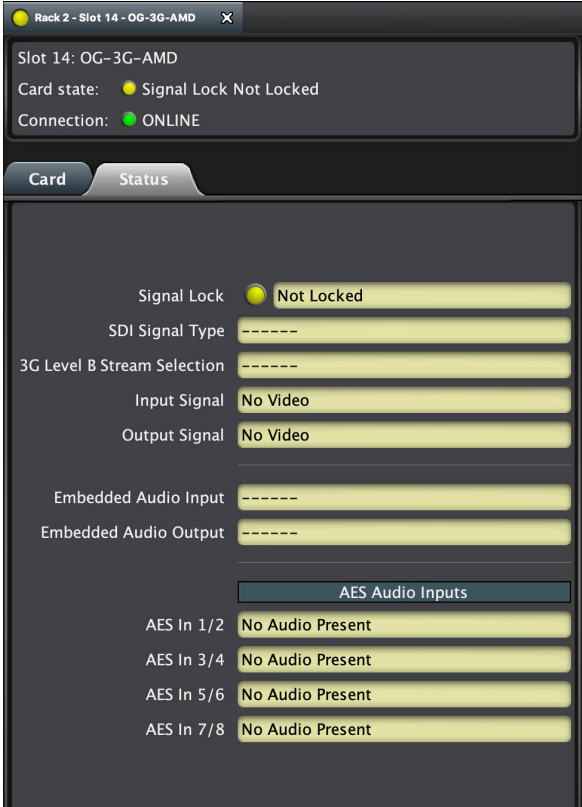 Rack 2 - Slot 14 - OG-3G-AMD X
Slot 14: OG-3G-AMD
Card state: Signal Lock Not Locked
Connection: ONLINE
Card Status
Signal Lock Not Locked
SDI Signal Type ------
3G Level B Stream Selection ------
Input Signal No Video
Output Signal No Video
Embedded Audio Input ------
Embedded Audio Output ------
AES Audio Inputs
AES In 1/2 No Audio Present
AES In 3/4 No Audio Present
AES In 5/6 No Audio Present
AES In 7/8 No Audio Present